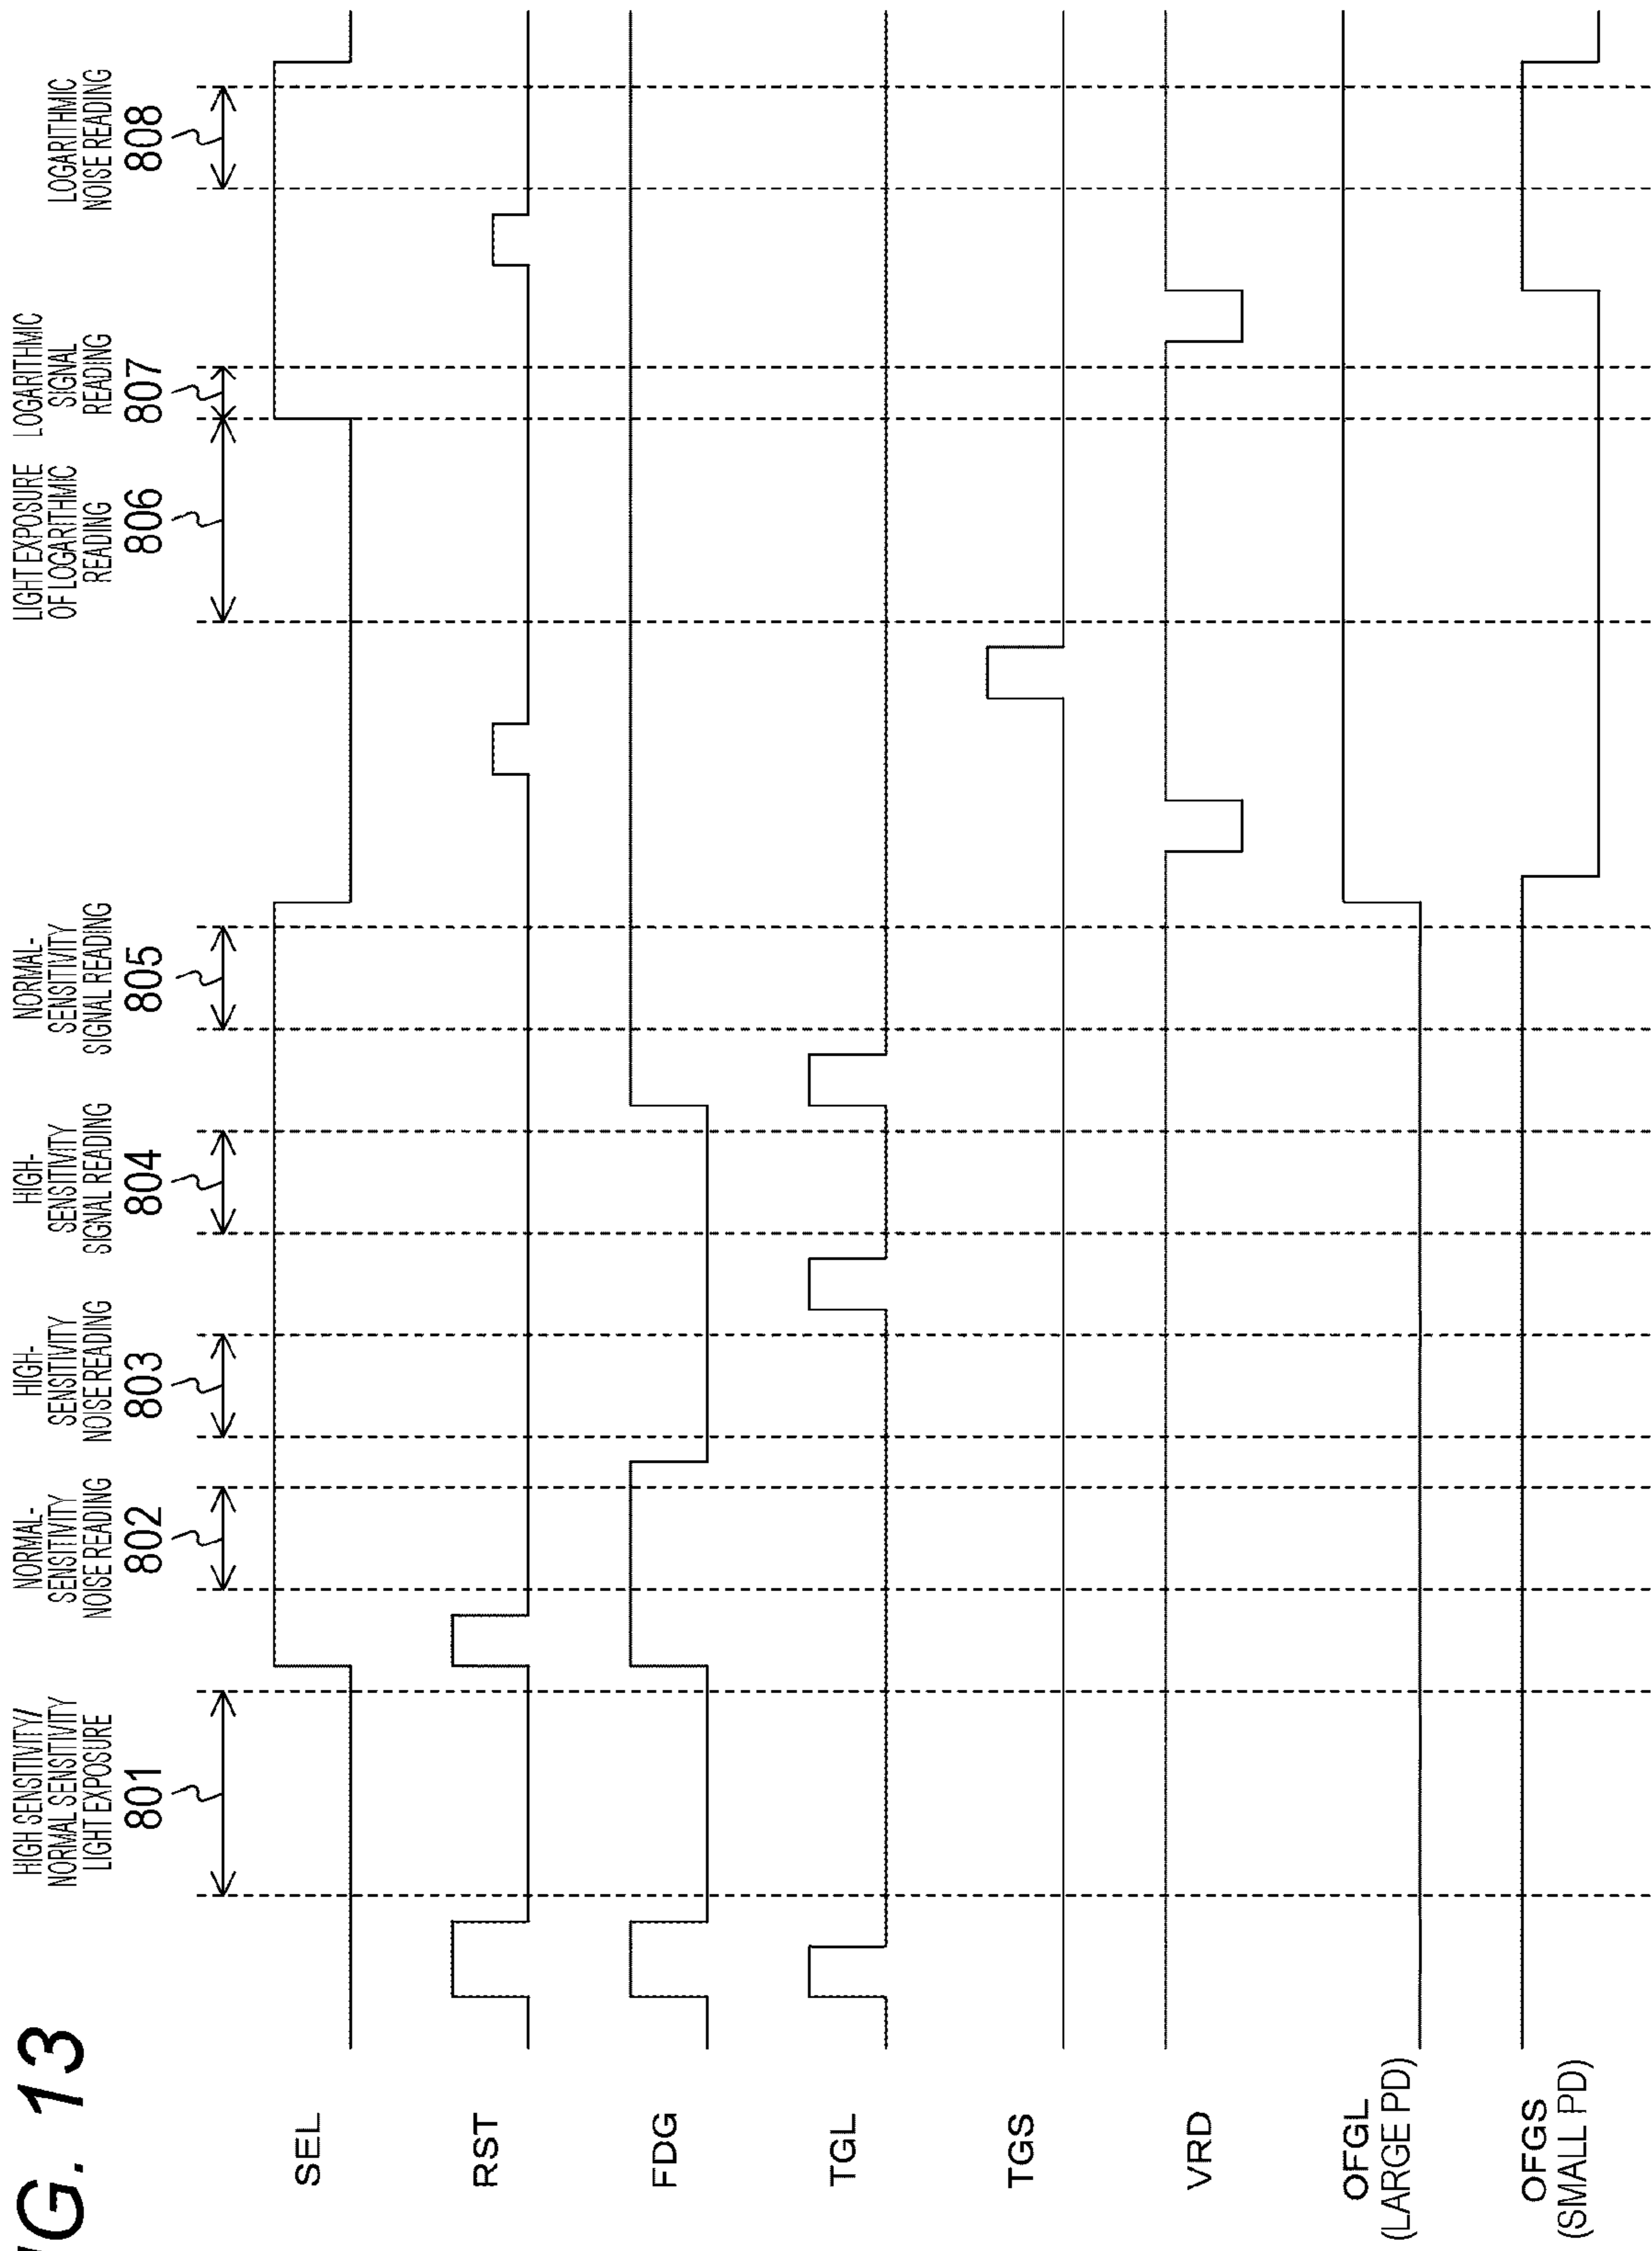 FIG. 13
HIGH SENSITIVITY/
NORMAL SENSITIVITY
LIGHT EXPOSURE
801
NORMAL-
SENSITIVITY
NOISE READING
802
HIGH-
SENSITIVITY
NOISE READING
803
HIGH-
SENSITIVITY
SIGNAL READING
804
NORMAL-
SENSITIVITY
SIGNAL READING
805
LIGHT EXPOSURE
OF LOGARITHMIC
READING
806
LOGARITHMIC
SIGNAL
READING
807
LOGARITHMIC
NOISE READING
808
SEL
RST
FDG
TGL
TGS
VRD
OFGL
(LARGE PD)
OFGS
(SMALL PD)